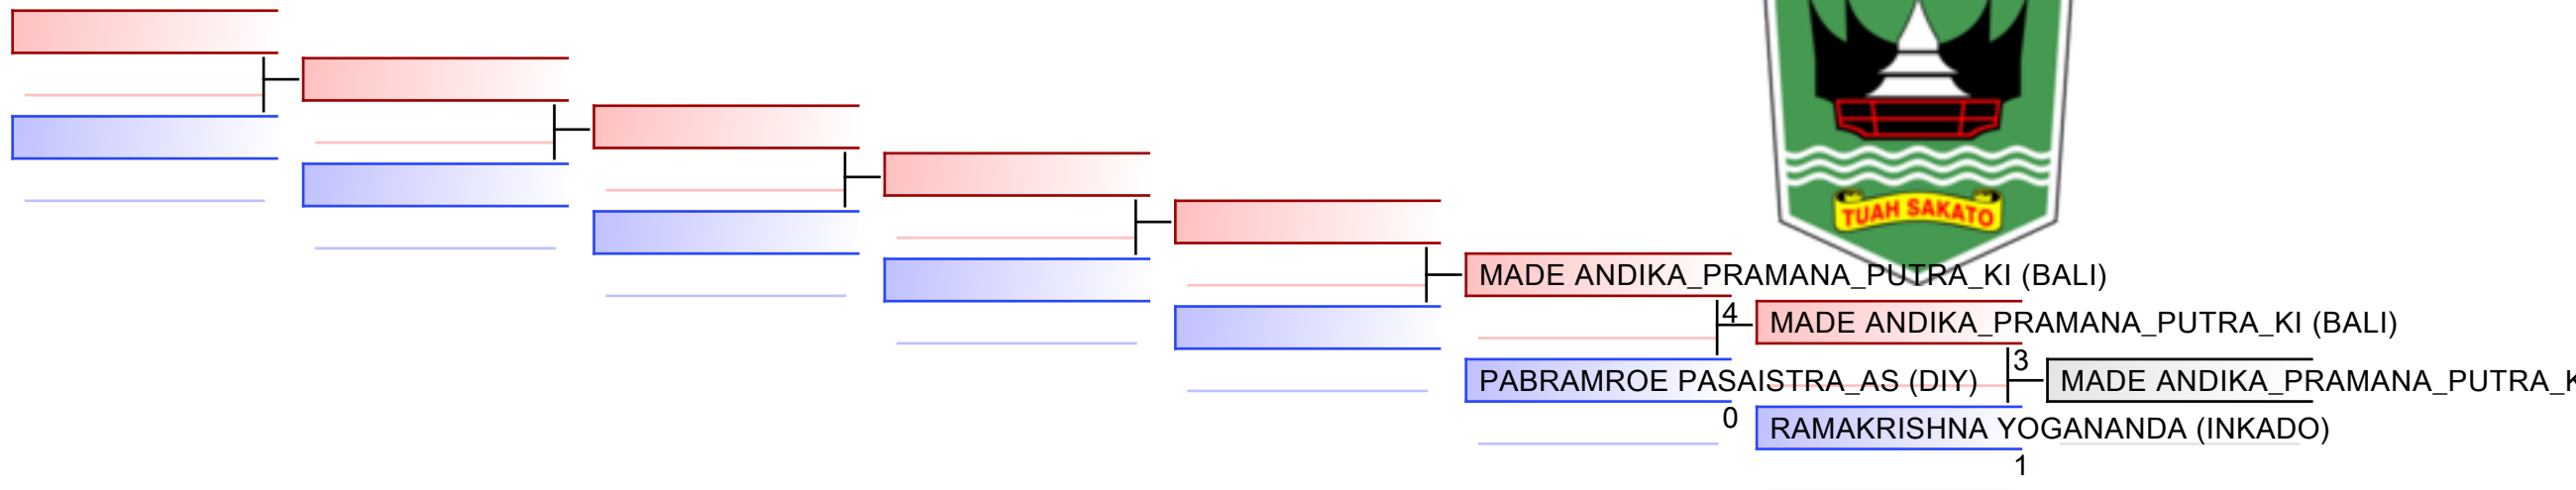 TUAH SAKATO
MADE ANDIKA_PRAMANA_PUTRA_KI (BALI)
4
MADE ANDIKA_PRAMANA_PUTRA_KI (BALI)
3
PABRAMROE PASAISTRA_AS (DIY)
MADE ANDIKA_PRAMANA_PUTRA_K
0
RAMAKRISHNA YOGANANDA (INKADO)
1